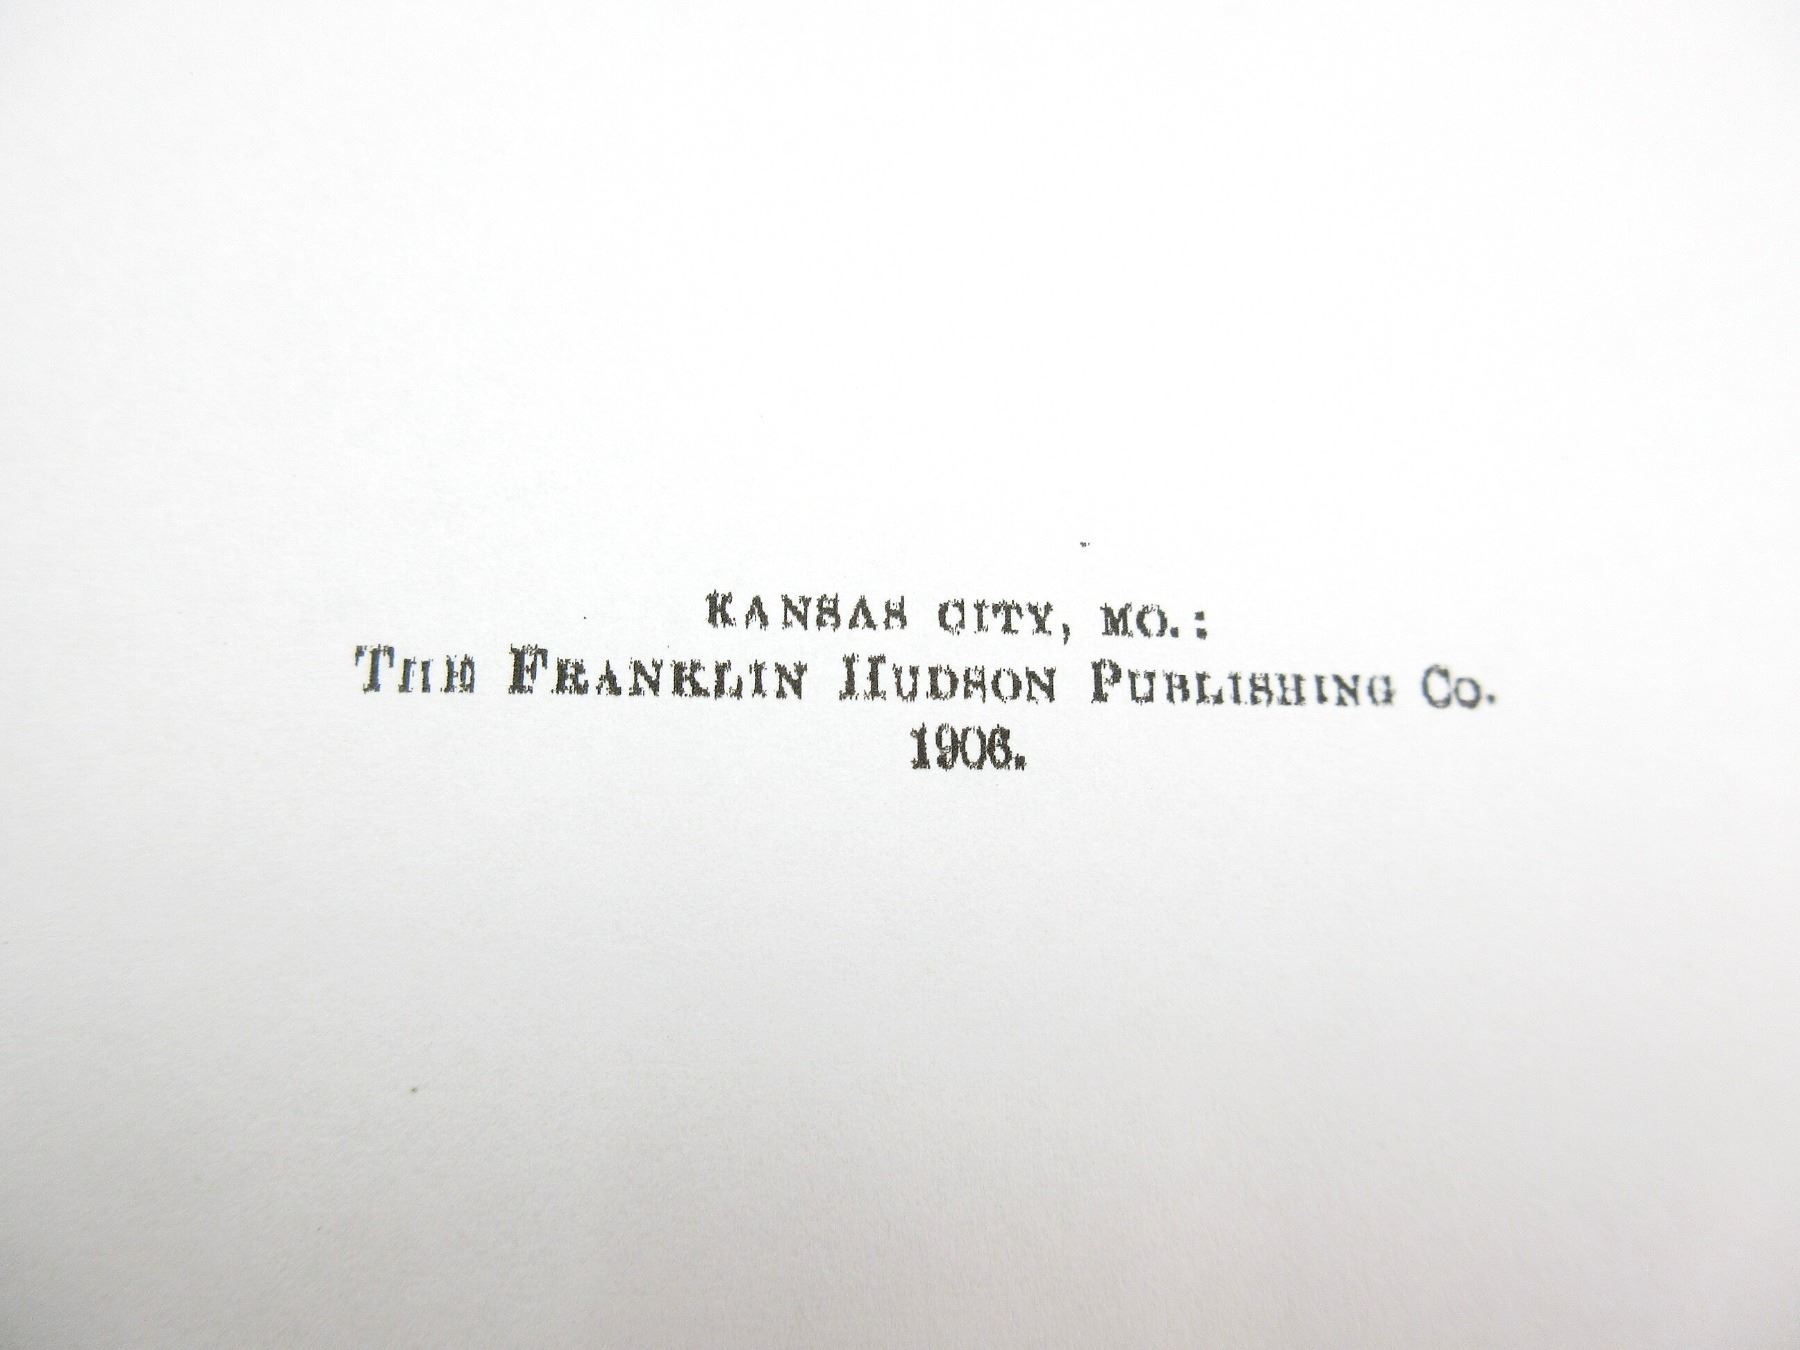 KANSAS CITY, MO.:
THE FRANKLIN HUDSON PUBLISHING CO.
1906.